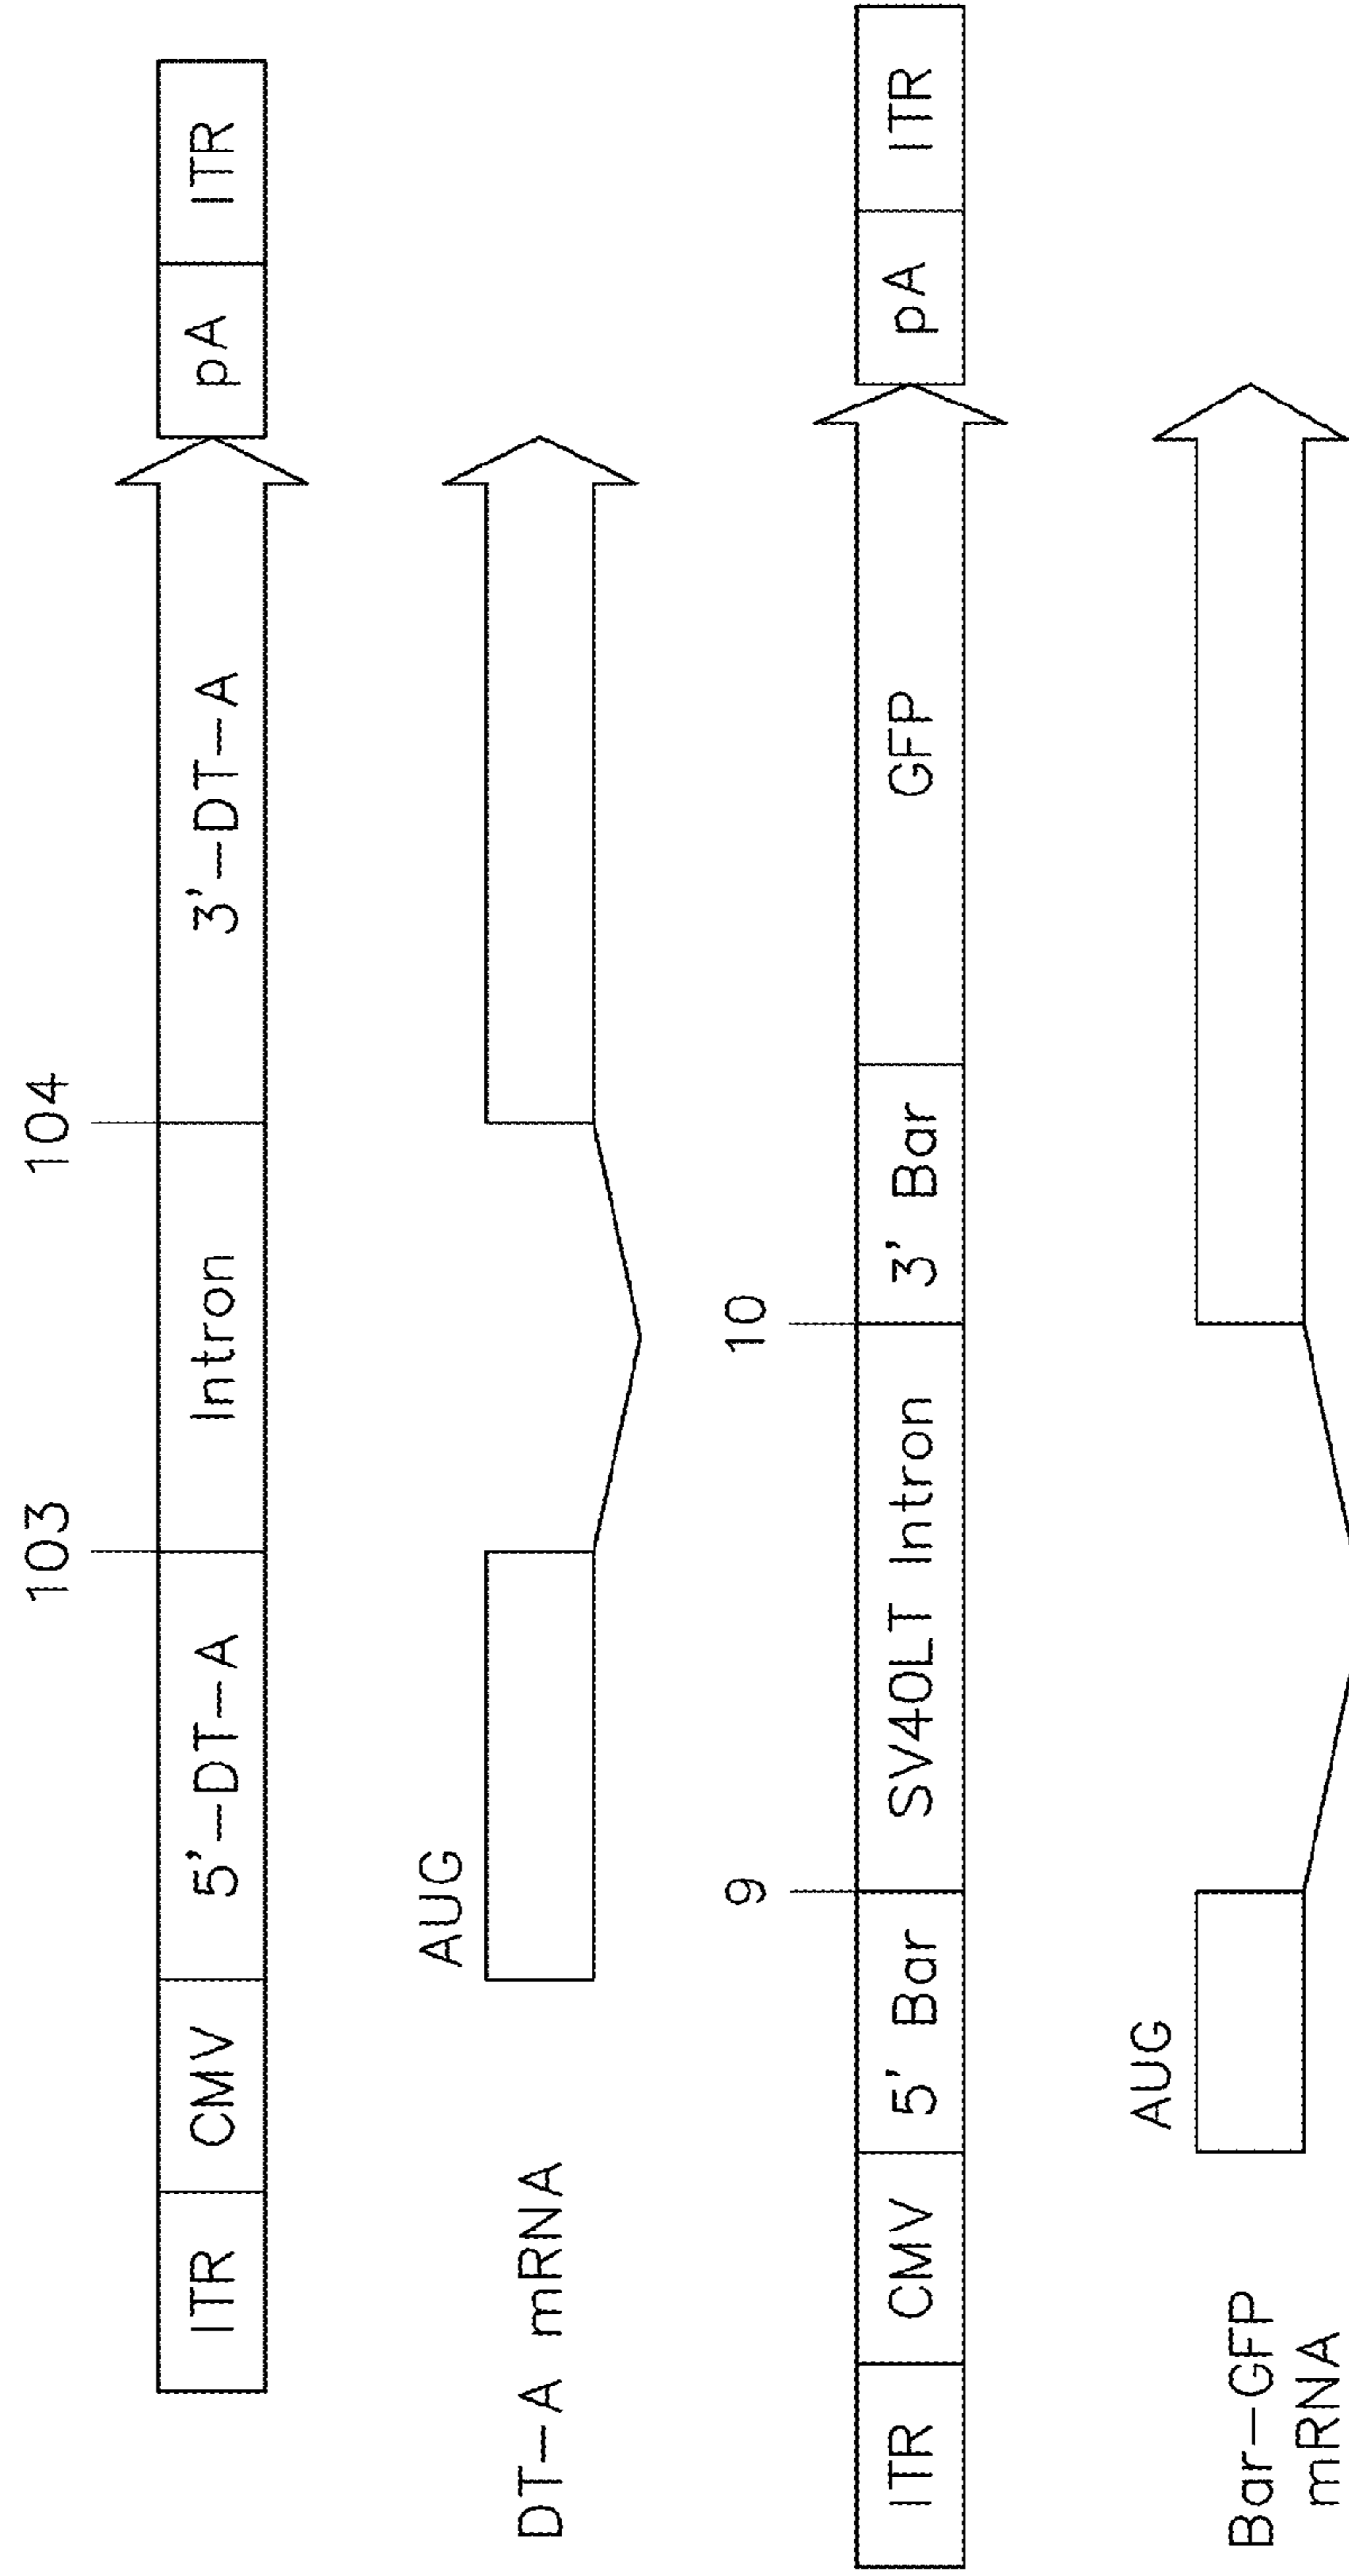 103 104
ITR CMV 5'-DT-A Intron 3'-DT-A pA ITR
AUG
DT-A mRNA
9 10
ITR CMV 5' Bar SV40LT Intron 3' Bar GFP pA ITR
AUG
Bar-GFP
mRNA